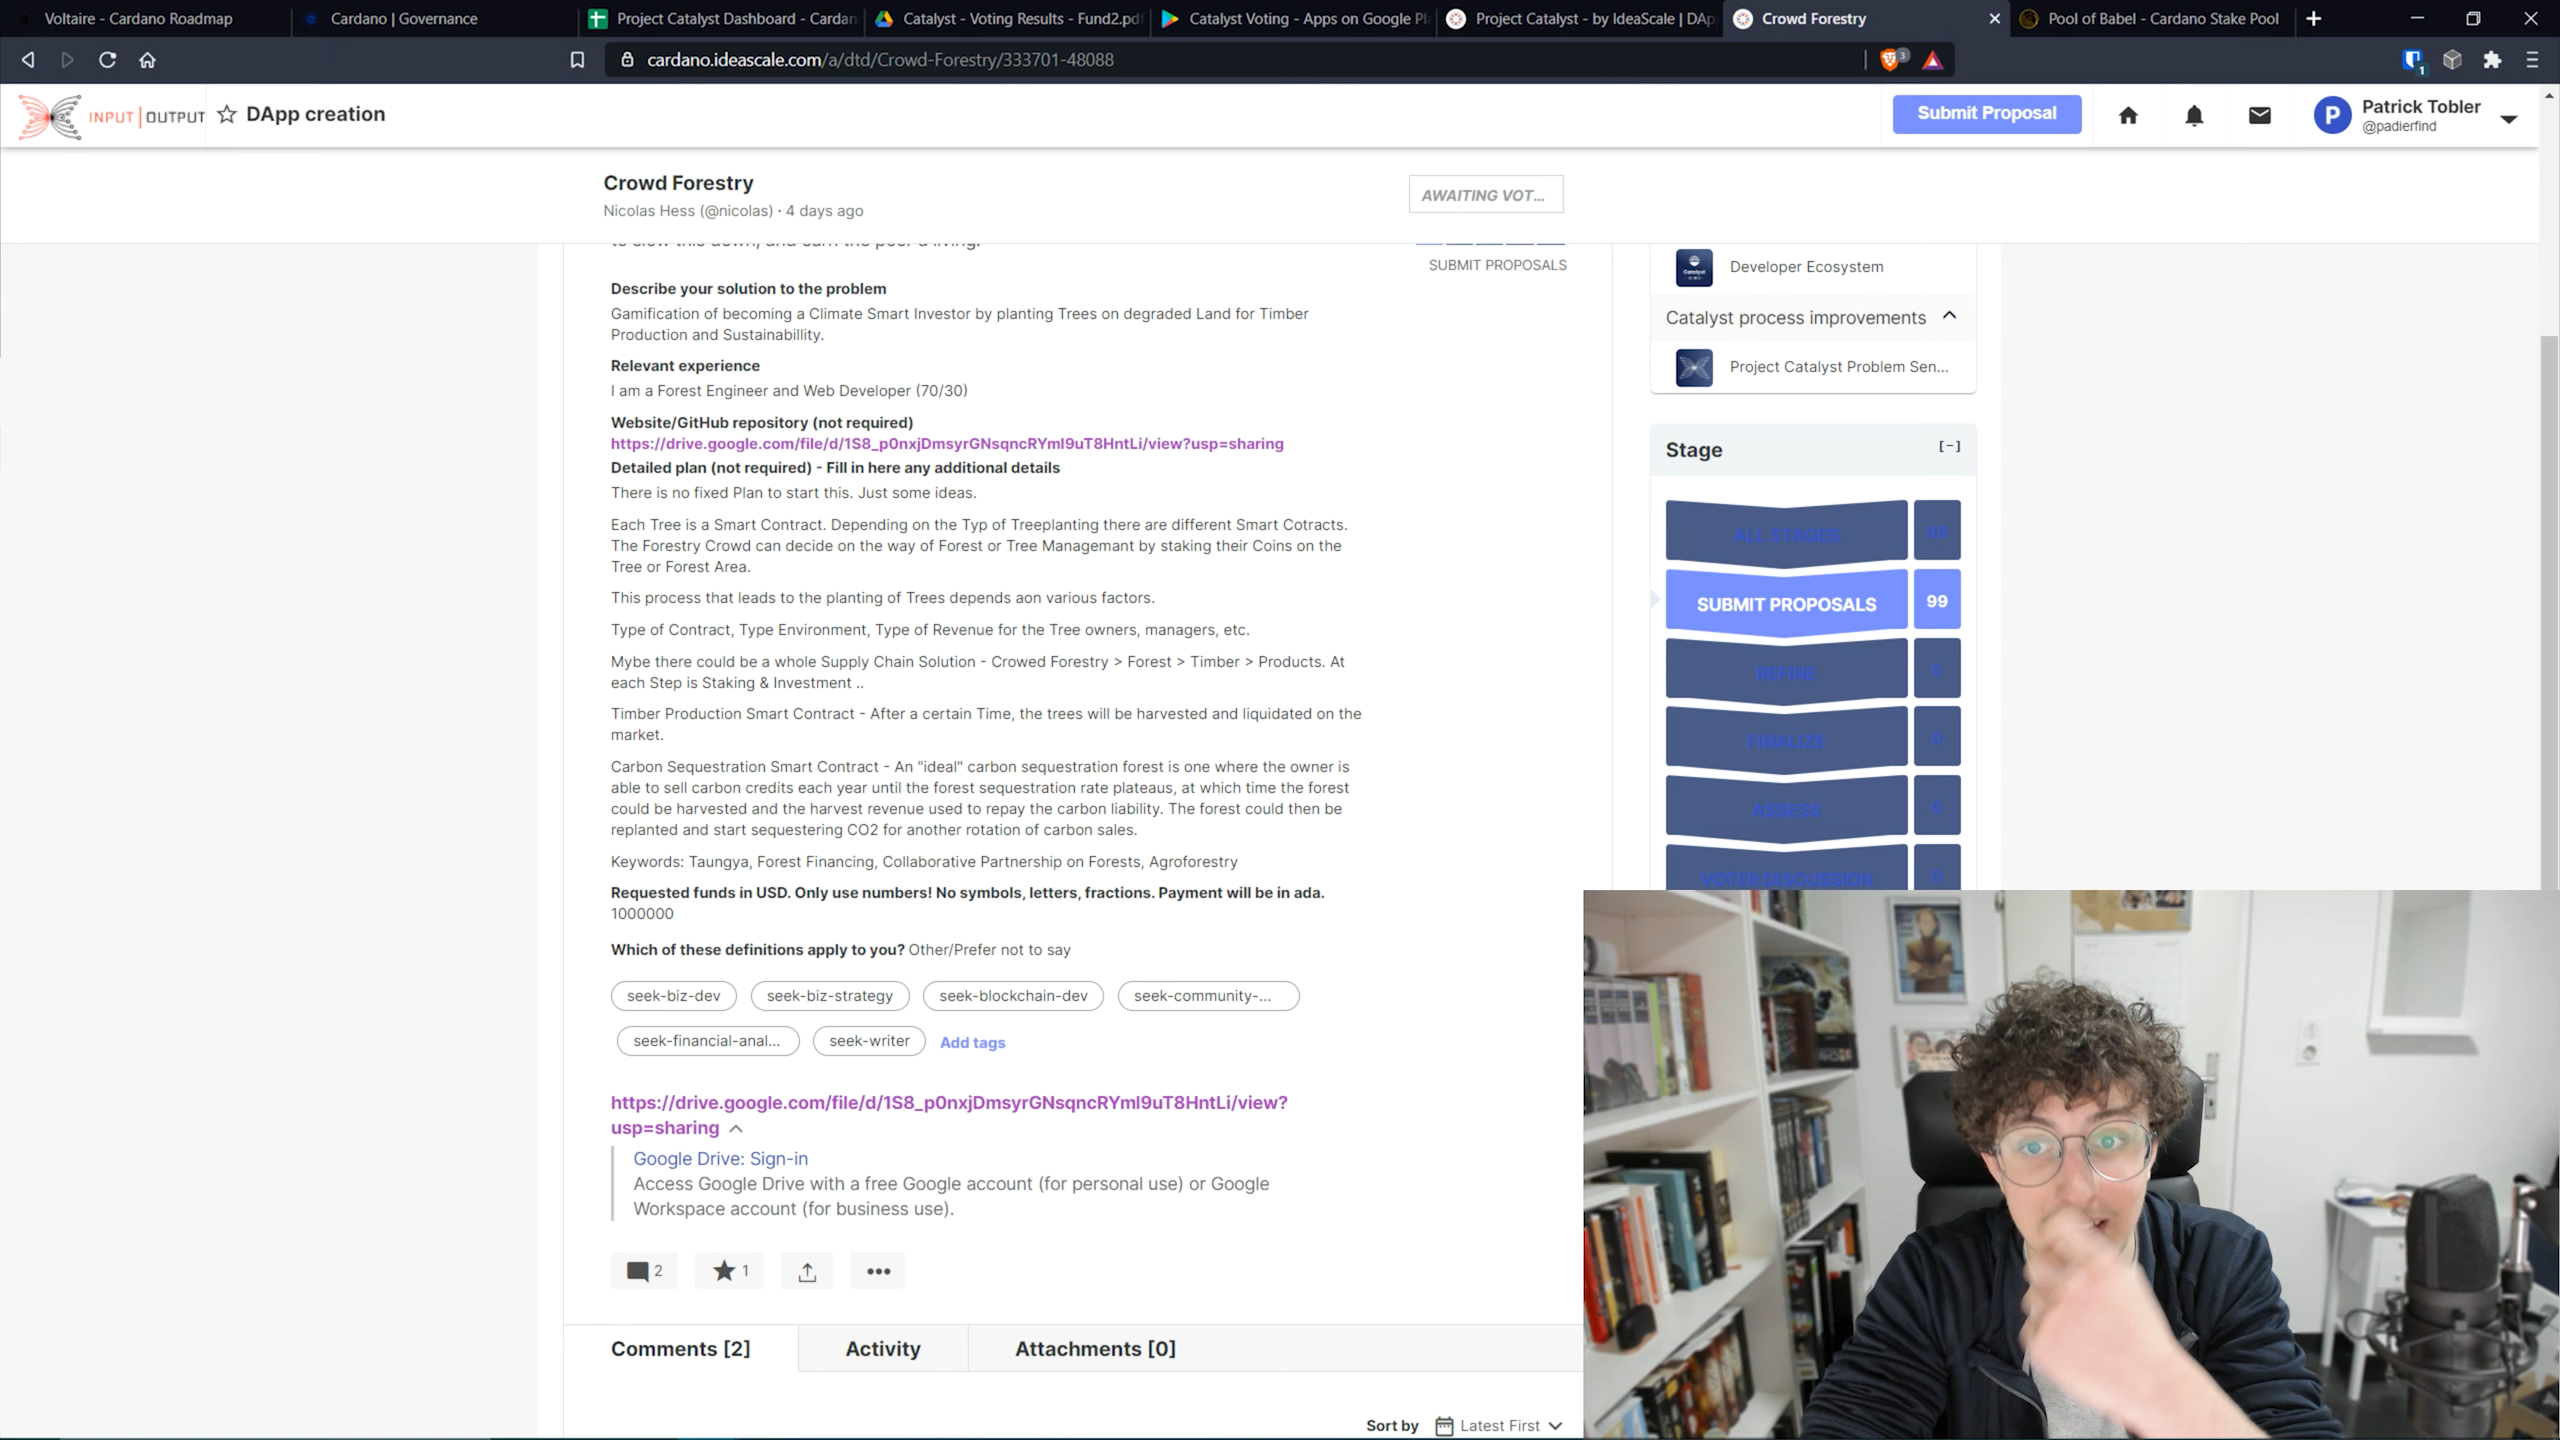 Voltaire - Cardano Roadmap
Cardano | Governance
Project Catalyst Dashboard - Cardan
Catalyst - Voting Results - Fund2.pdf
Catalyst Voting - Apps on Google Pl
Project Catalyst - by IdeaScale | DAp
Crowd Forestry
Pool of Babel - Cardano Stake Pool
cardano.ideascale.com/a/dtd/Crowd-Forestry/333701-48088
3
1
INPUT | OUTPUT
DApp creation
Submit Proposal
P
Patrick Tobler
@padierfind
Crowd Forestry
Nicolas Hess (@nicolas) • 4 days ago
AWAITING VOT...
SUBMIT PROPOSALS
Describe your solution to the problem
Gamification of becoming a Climate Smart Investor by planting Trees on degraded Land for Timber
Production and Sustainabillity.
Relevant experience
I am a Forest Engineer and Web Developer (70/30)
Website/GitHub repository (not required)
https://drive.google.com/file/d/1S8_p0nxjDmsyrGNsqncRYml9uT8HntLi/view?usp=sharing
Detailed plan (not required) - Fill in here any additional details
There is no fixed Plan to start this. Just some ideas.
Each Tree is a Smart Contract. Depending on the Typ of Treeplanting there are different Smart Cotracts.
The Forestry Crowd can decide on the way of Forest or Tree Managemant by staking their Coins on the
Tree or Forest Area.
This process that leads to the planting of Trees depends aon various factors.
Type of Contract, Type Environment, Type of Revenue for the Tree owners, managers, etc.
Mybe there could be a whole Supply Chain Solution - Crowed Forestry > Forest > Timber > Products. At
each Step is Staking & Investment ..
Timber Production Smart Contract - After a certain Time, the trees will be harvested and liquidated on the
market.
Carbon Sequestration Smart Contract - An "ideal" carbon sequestration forest is one where the owner is
able to sell carbon credits each year until the forest sequestration rate plateaus, at which time the forest
could be harvested and the harvest revenue used to repay the carbon liability. The forest could then be
replanted and start sequestering CO2 for another rotation of carbon sales.
Keywords: Taungya, Forest Financing, Collaborative Partnership on Forests, Agroforestry
Requested funds in USD. Only use numbers! No symbols, letters, fractions. Payment will be in ada.
1000000
Which of these definitions apply to you? Other/Prefer not to say
seek-biz-dev
seek-biz-strategy
seek-blockchain-dev
seek-community-...
seek-financial-anal...
seek-writer
Add tags
https://drive.google.com/file/d/1S8_p0nxjDmsyrGNsqncRYml9uT8HntLi/view?
usp=sharing
Google Drive: Sign-in
Access Google Drive with a free Google account (for personal use) or Google
Workspace account (for business use).
2
1
Comments [2]
Activity
Attachments [0]
Sort by
Latest First
Developer Ecosystem
Catalyst process improvements
Project Catalyst Problem Sen...
Stage
[-]
ALL STAGES
SUBMIT PROPOSALS
99
REFINE
0
FINALIZE
0
ASSESS
0
VOTER DISCUSSION
0